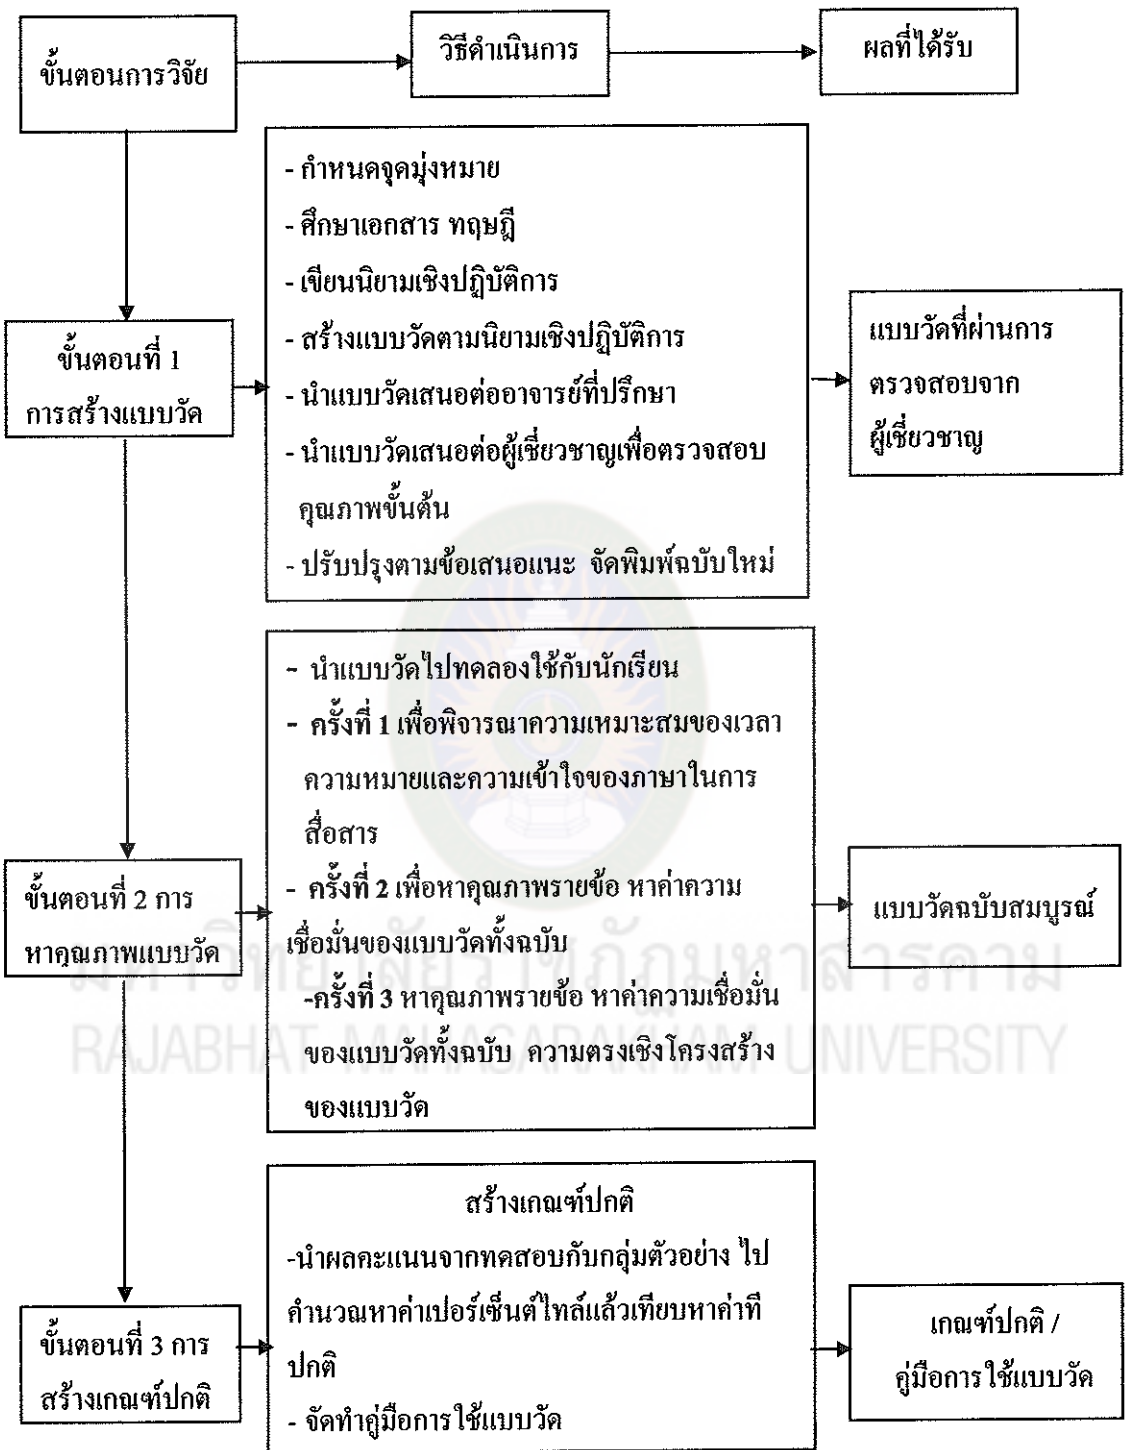 ขั้นตอนการวิจัย
วิธีดำเนินการ
ผลที่ได้รับ
ขั้นตอนที่ 1
การสร้างแบบวัด
- กำหนดจุดมุ่งหมาย
- ศึกษาเอกสาร ทฤษฎี
- เขียนนิยามเชิงปฏิบัติการ
- สร้างแบบวัดตามนิยามเชิงปฏิบัติการ
- นำแบบวัดเสนอต่ออาจารย์ที่ปรึกษา
- นำแบบวัดเสนอต่อผู้เชี่ยวชาญเพื่อตรวจสอบ
คุณภาพขั้นต้น
- ปรับปรุงตามข้อเสนอแนะ จัดพิมพ์ฉบับใหม่
แบบวัดที่ผ่านการ
ตรวจสอบจาก
ผู้เชี่ยวชาญ
ขั้นตอนที่ 2 การ
หาคุณภาพแบบวัด
- นำแบบวัดไปทดลองใช้กับนักเรียน
- ครั้งที่ 1 เพื่อพิจารณาความเหมาะสมของเวลา
ความหมายและความเข้าใจของภาษาในการ
สื่อสาร
- ครั้งที่ 2 เพื่อหาคุณภาพรายข้อ หาค่าความ
เชื่อมั่นของแบบวัดทั้งฉบับ
-ครั้งที่ 3 หาคุณภาพรายข้อ หาค่าความเชื่อมั่น
ของแบบวัดทั้งฉบับ ความตรงเชิงโครงสร้าง
ของแบบวัด
แบบวัดฉบับสมบูรณ์
มหาวิทยาลัยราชภัฏมหาสารคาม
RAJABHAT MAHASARAKHAM UNIVERSITY
ขั้นตอนที่ 3 การ
สร้างเกณฑ์ปกติ
สร้างเกณฑ์ปกติ
-นำผลคะแนนจากทดสอบกับกลุ่มตัวอย่าง ไป
คำนวณหาค่าเปอร์เซ็นต์ไทล์แล้วเทียบหาค่าที
ปกติ
- จัดทำคู่มือการใช้แบบวัด
เกณฑ์ปกติ /
คู่มือการใช้แบบวัด